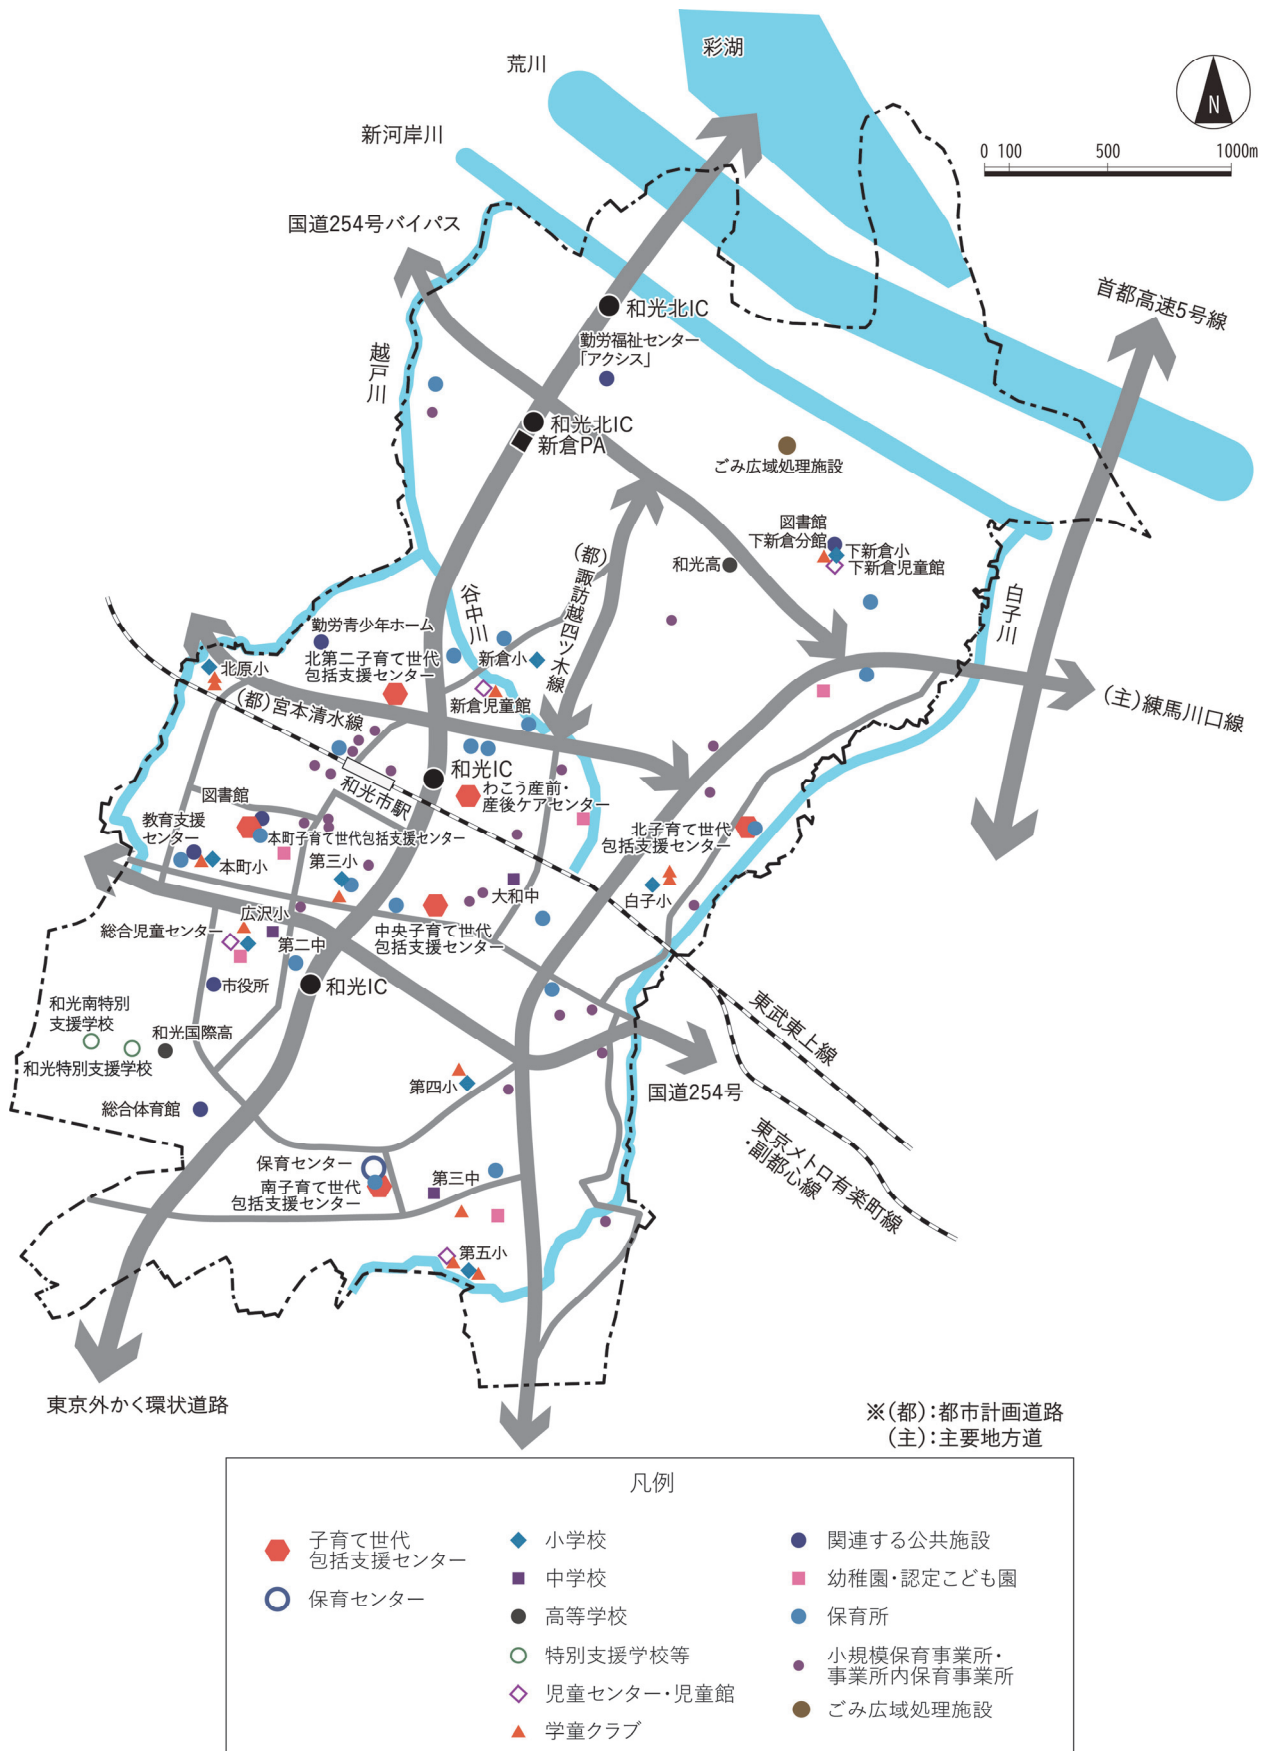 彩湖
荒川
N
新河岸川
0 100 500 1000m
国道254号バイパス
首都高速5号線
和光北IC
勤労福祉センター
「アクシス」
越戸川
和光北IC
新倉PA
ごみ広域処理施設
図書館
下新倉分館
下新倉小
下新倉児童館
(都)諏訪越四ツ木線
和光高
谷中川
白子川
勤労青少年ホーム
北第二子育て世代
包括支援センター
新倉小
北原小
新倉児童館
(都)宮本清水線
(主)練馬川口線
和光市駅
和光IC
わこう産前・
産後ケアセンター
図書館
教育支援
センター
本町子育て世代包括支援センター
北子育て世代
包括支援センター
本町小
第三小
大和中
白子小
広沢小
総合児童センター
第二中
中央子育て世代
包括支援センター
市役所
和光IC
和光南特別
支援学校
和光国際高
和光特別支援学校
東武東上線
第四小
国道254号
総合体育館
東京メトロ有楽町線
・副都心線
保育センター
南子育て世代
包括支援センター
第三中
第五小
東京外かく環状道路
※(都):都市計画道路
(主):主要地方道
凡例
子育て世代
包括支援センター
保育センター
小学校
中学校
高等学校
特別支援学校等
児童センター・児童館
学童クラブ
関連する公共施設
幼稚園・認定こども園
保育所
小規模保育事業所・
事業所内保育事業所
ごみ広域処理施設